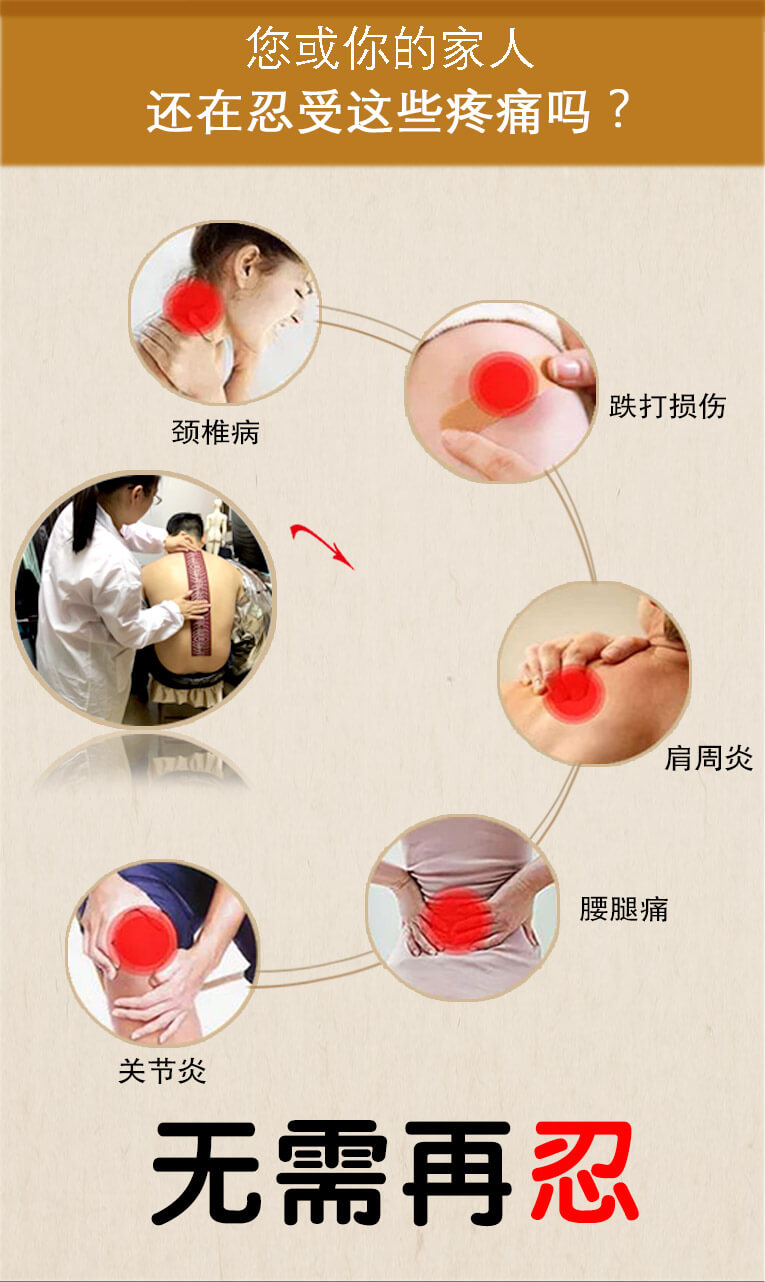 您或你的家人
还在忍受这些疼痛吗？
颈椎病
跌打损伤
肩周炎
腰腿痛
关节炎
无需再忍